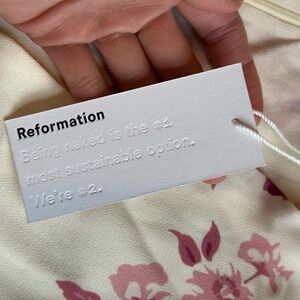 Reformation
Being naked is the #1
most sustainable option.
We're #2.